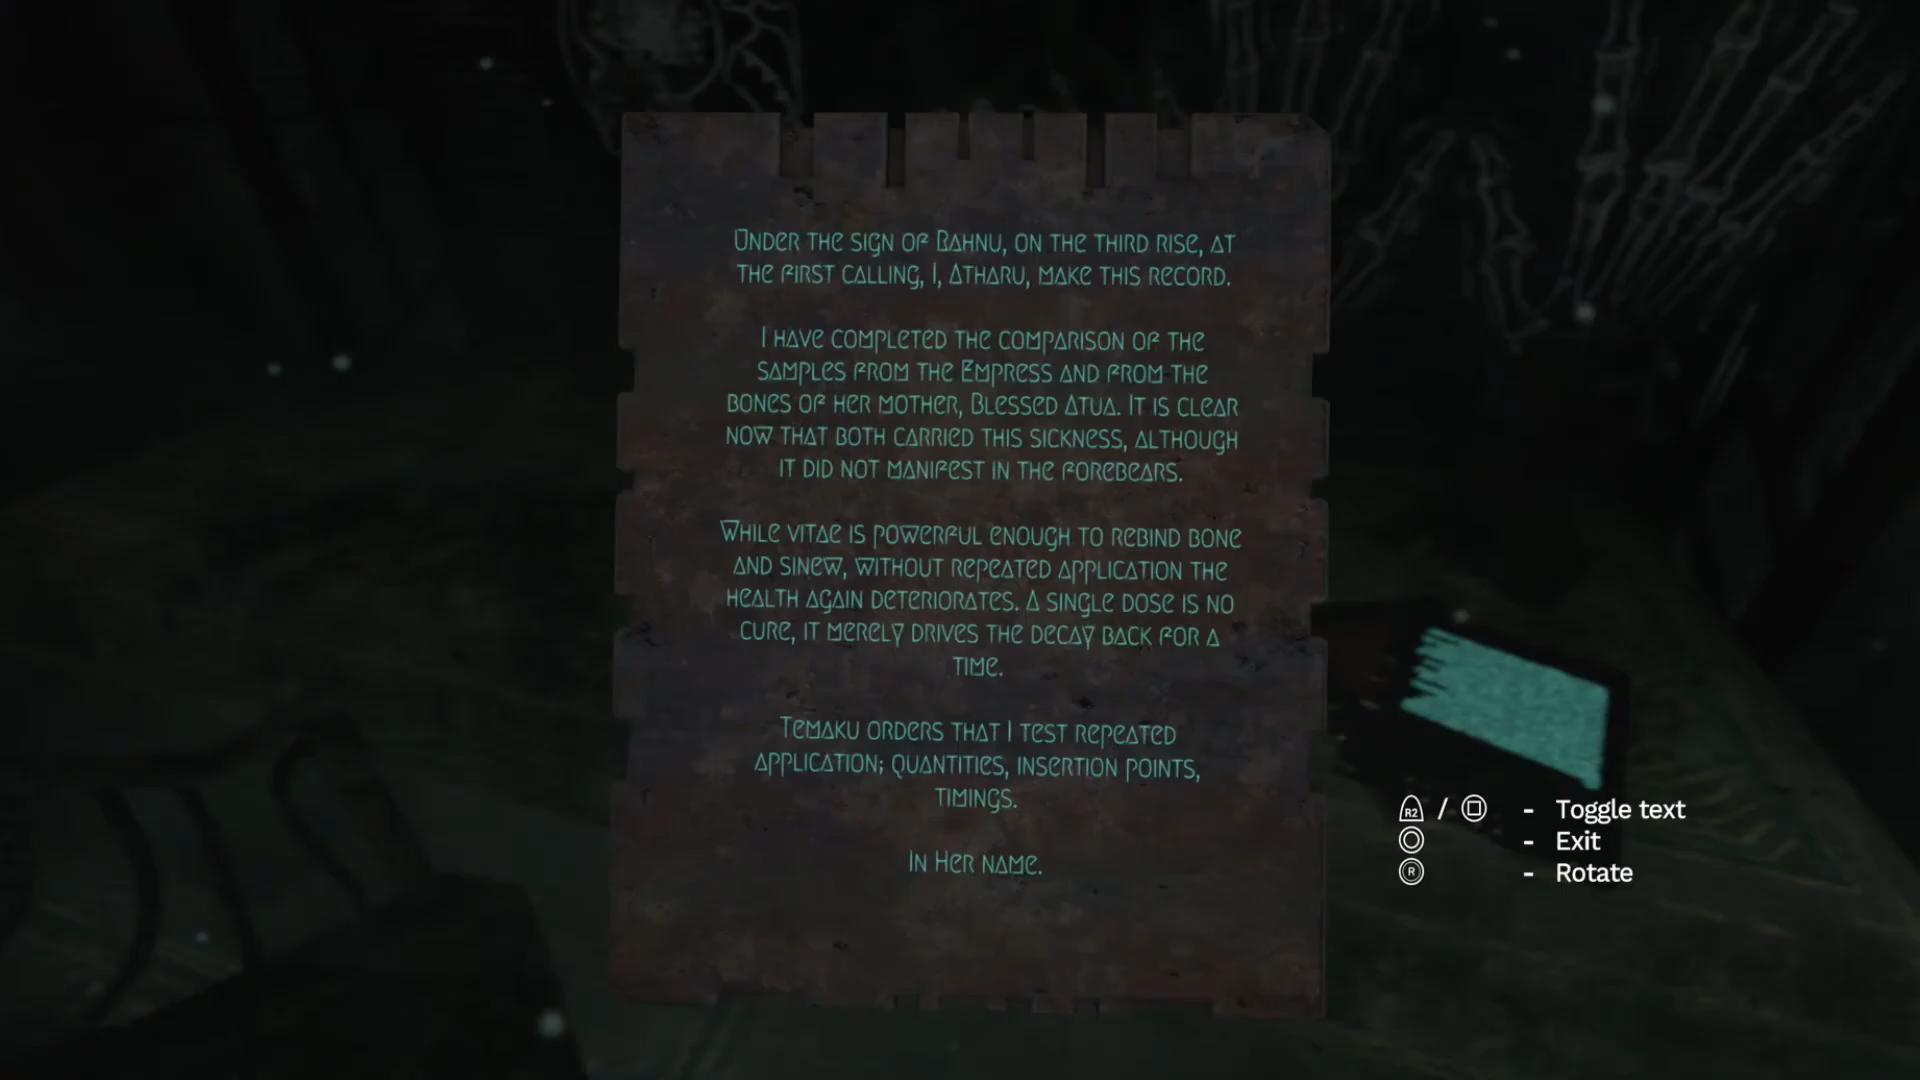 Under the sign of Bahnu, on the third rise, at
the first calling, I, Atharu, make this record.
I have completed the comparison of the
samples from the Empress and from the
bones of her mother, Blessed Atua. It is clear
now that both carried this sickness, although
it did not manifest in the forebears.
While vitae is powerful enough to rebind bone
and sinew, without repeated application the
health again deteriorates. A single dose is no
cure, it merely drives the decay back for a
time.
Temaku orders that I test repeated
application; quantities, insertion points,
timings.
In Her name.
R2 / - Toggle text
- Exit
R - Rotate